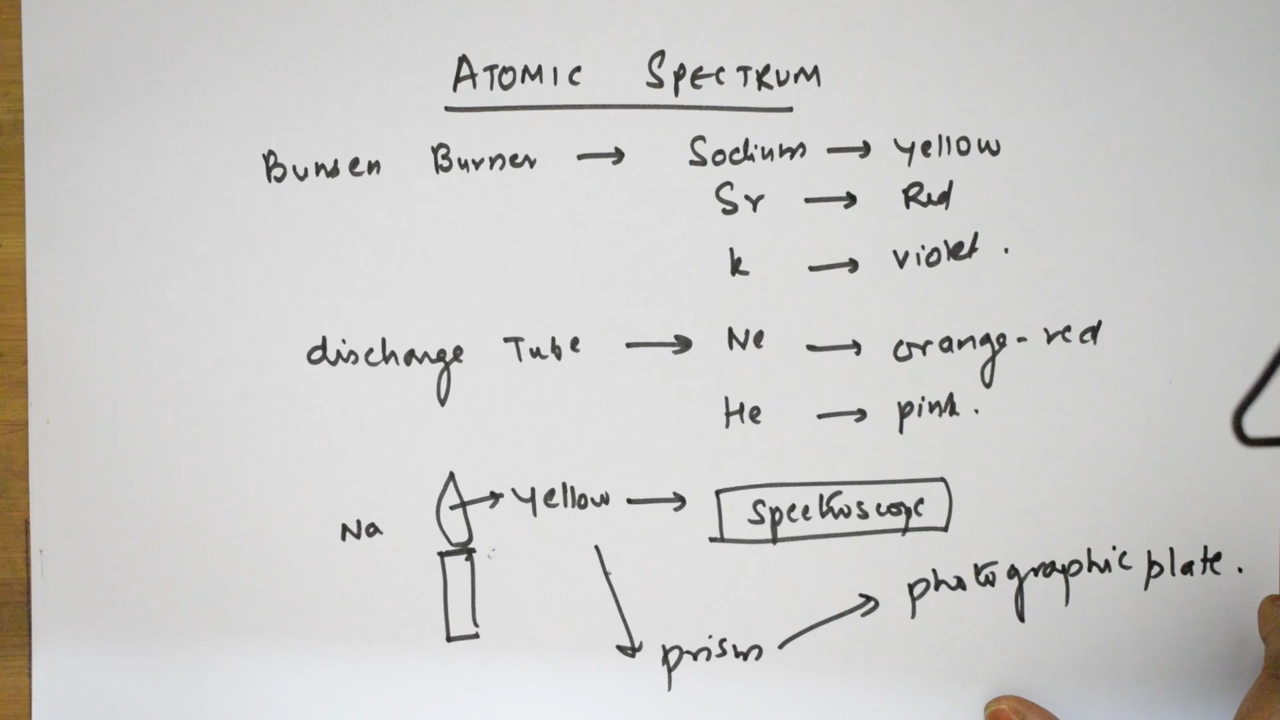 ATOMIC SPECTRUM
Bunsen Burner → Sodium → yellow
Sr → Red
k → violet.
discharge Tube → Ne → orange-red
He → pink.
Na → yellow → Spectroscope
photographic plate.
prism